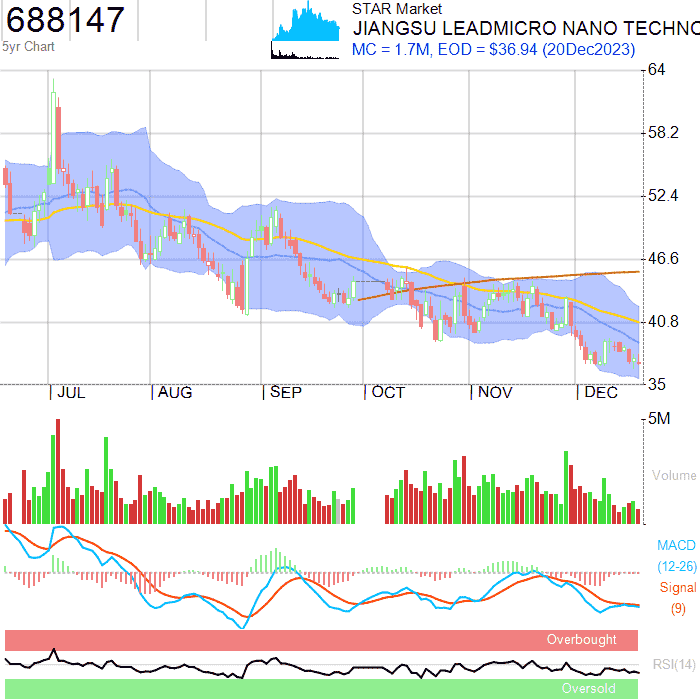 688147
5yr Chart
STAR Market
JIANGSU LEADMICRO NANO TECHNO
MC = 1.7M, EOD = $36.94 (20Dec2023)
64
58.2
52.4
46.6
40.8
35
JUL AUG SEP OCT NOV DEC
5M
Volume
MACD
(12-26)
Signal
(9)
Overbought
RSI(14)
Oversold